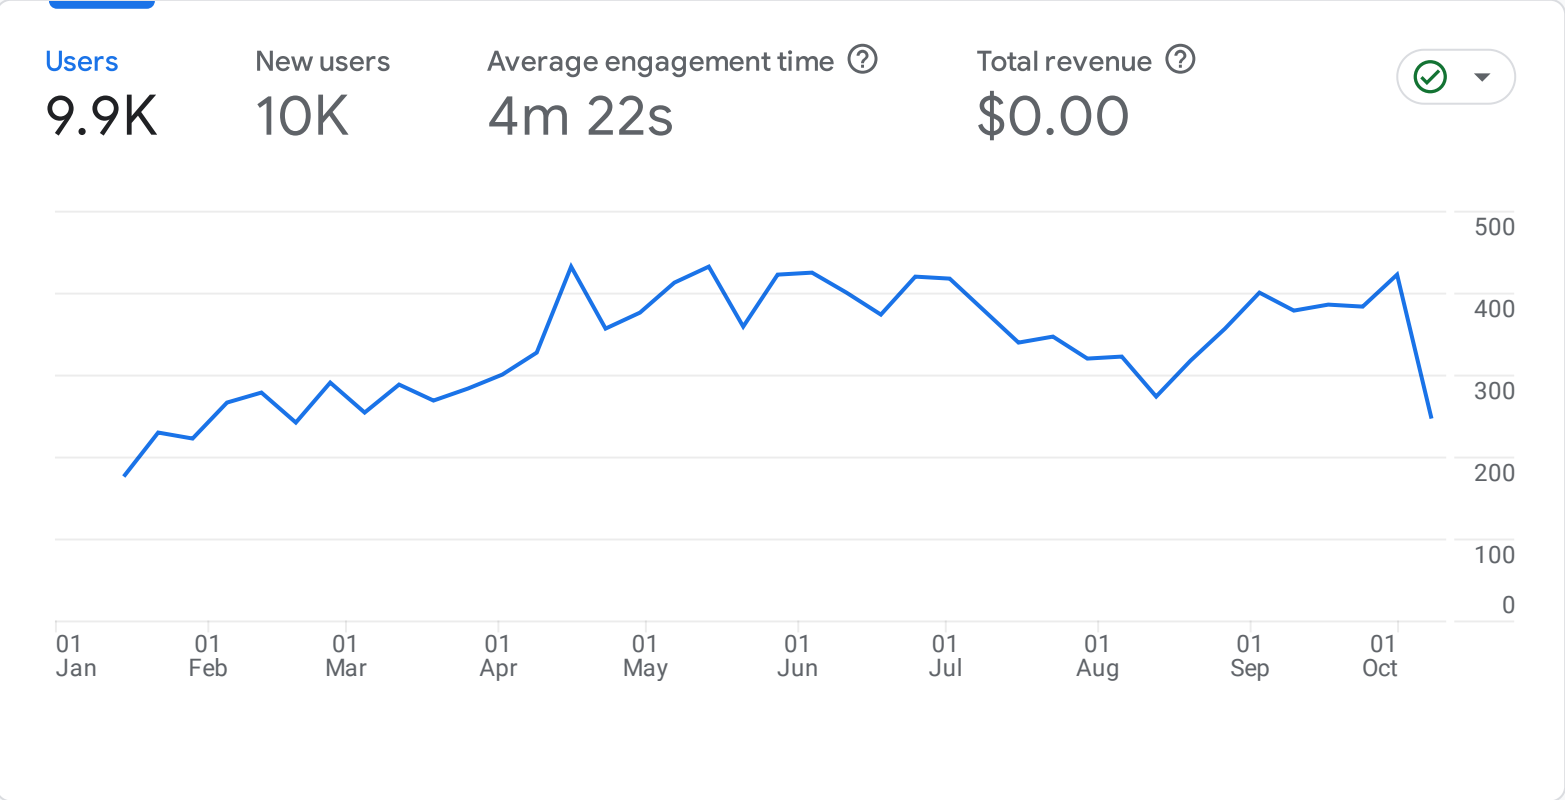 Users New users Average engagement time Total revenue
9.9K 10K 4m 22s $0.00
500
400
300
200
100
0
01 01 01 01 01 01 01 01 01 01
Jan Feb Mar Apr May Jun Jul Aug Sep Oct